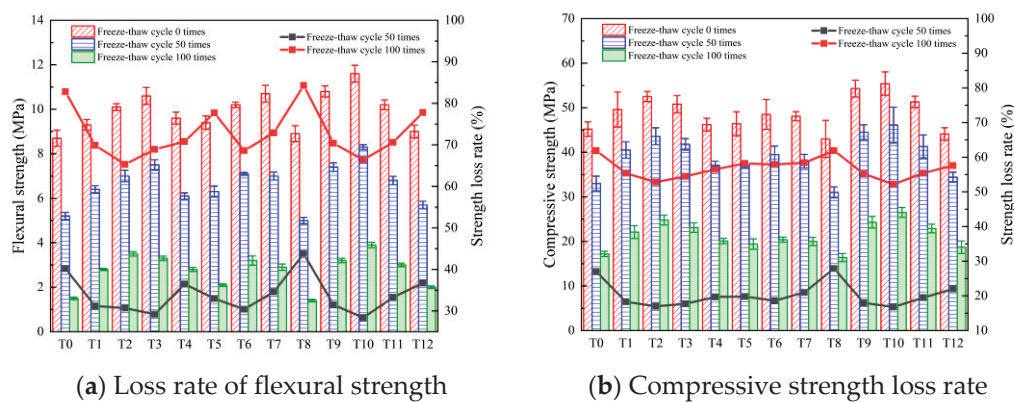 a
Freeze-thaw cycle 0 times
Freeze-thaw cycle 50 times
Freeze-thaw cycle 100 times
Freeze-thaw cycle 50 times
Freeze-thaw cycle 100 times
Flexural strength (MPa)
14
12
10
8
6
4
2
0
100
90
80
70
60
50
40
30
Strength loss rate (%)
T0 T1 T2 T3 T4 T5 T6 T7 T8 T9 T10 T11 T12
(a) Loss rate of flexural strength
b
Freeze-thaw cycle 0 times
Freeze-thaw cycle 50 times
Freeze-thaw cycle 100 times
Freeze-thaw cycle 50 times
Freeze-thaw cycle 100 times
Compressive strength (MPa)
70
60
50
40
30
20
10
0
100
90
80
70
60
50
40
30
20
10
Strength loss rate (%)
T0 T1 T2 T3 T4 T5 T6 T7 T8 T9 T10 T11 T12
(b) Compressive strength loss rate